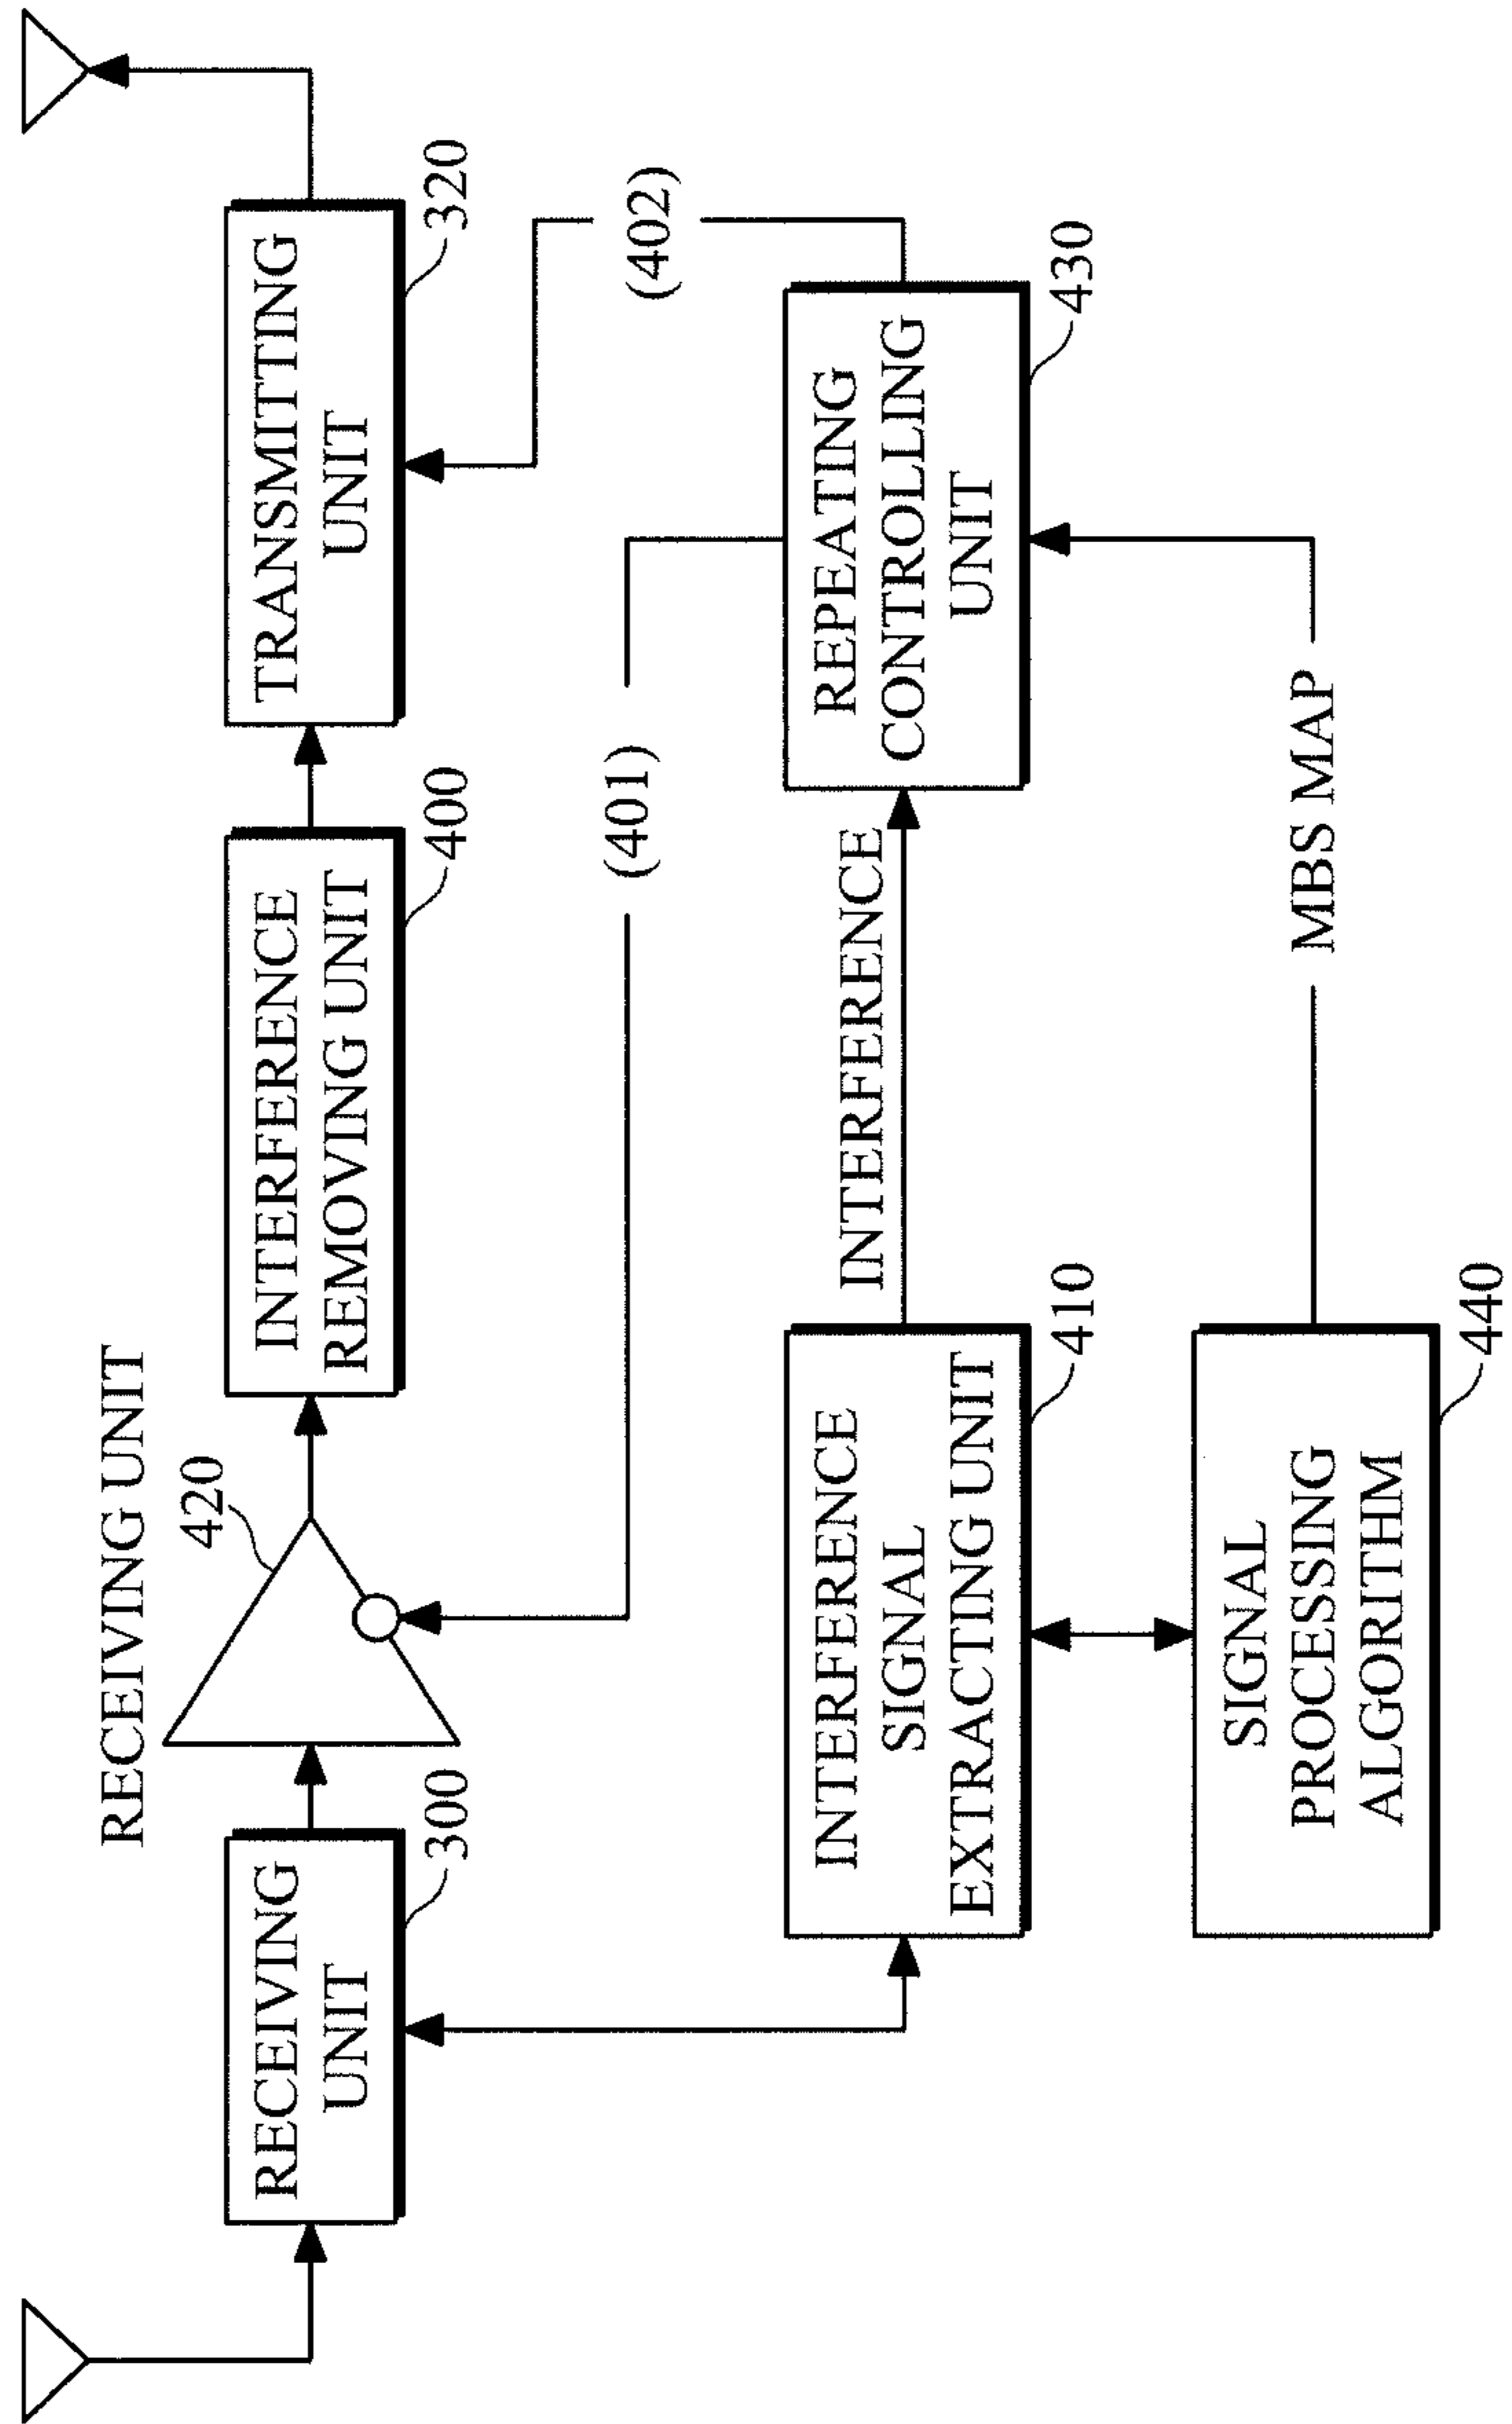 RECEIVING UNIT
420
RECEIVING
UNIT
300
INTERFERENCE
REMOVING UNIT
400
TRANSMITTING
UNIT
320
(401)
(402)
INTERFERENCE
SIGNAL
EXTRACTING UNIT
410
INTERFERENCE
REPEATING
CONTROLLING
UNIT
430
SIGNAL
PROCESSING
ALGORITHM
440
MBS MAP